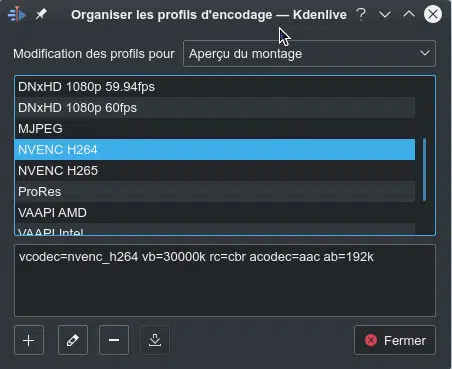 Organiser les profils d'encodage — Kdenlive
Modification des profils pour Aperçu du montage
DNxHD 1080p 59.94fps
DNxHD 1080p 60fps
MJPEG
NVENC H264
NVENC H265
ProRes
VAAPI AMD
VAAPI Intel
vcodec=nvenc_h264 vb=30000k rc=cbr acodec=aac ab=192k
Fermer